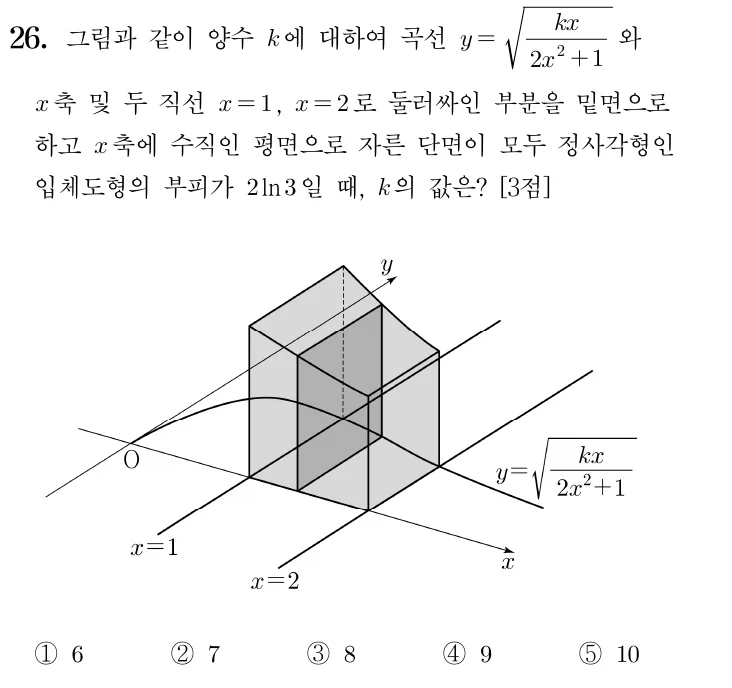 26. 그림과 같이 양수 k에 대하여 곡선 y=√(kx/(2x²+1)) 와
x축 및 두 직선 x=1, x=2로 둘러싸인 부분을 밑면으로
하고 x축에 수직인 평면으로 자른 단면이 모두 정사각형인
입체도형의 부피가 2ln3일 때, k의 값은? [3점]
y
O
y=√(kx/(2x²+1))
x=1
x
x=2
① 6 ② 7 ③ 8 ④ 9 ⑤ 10